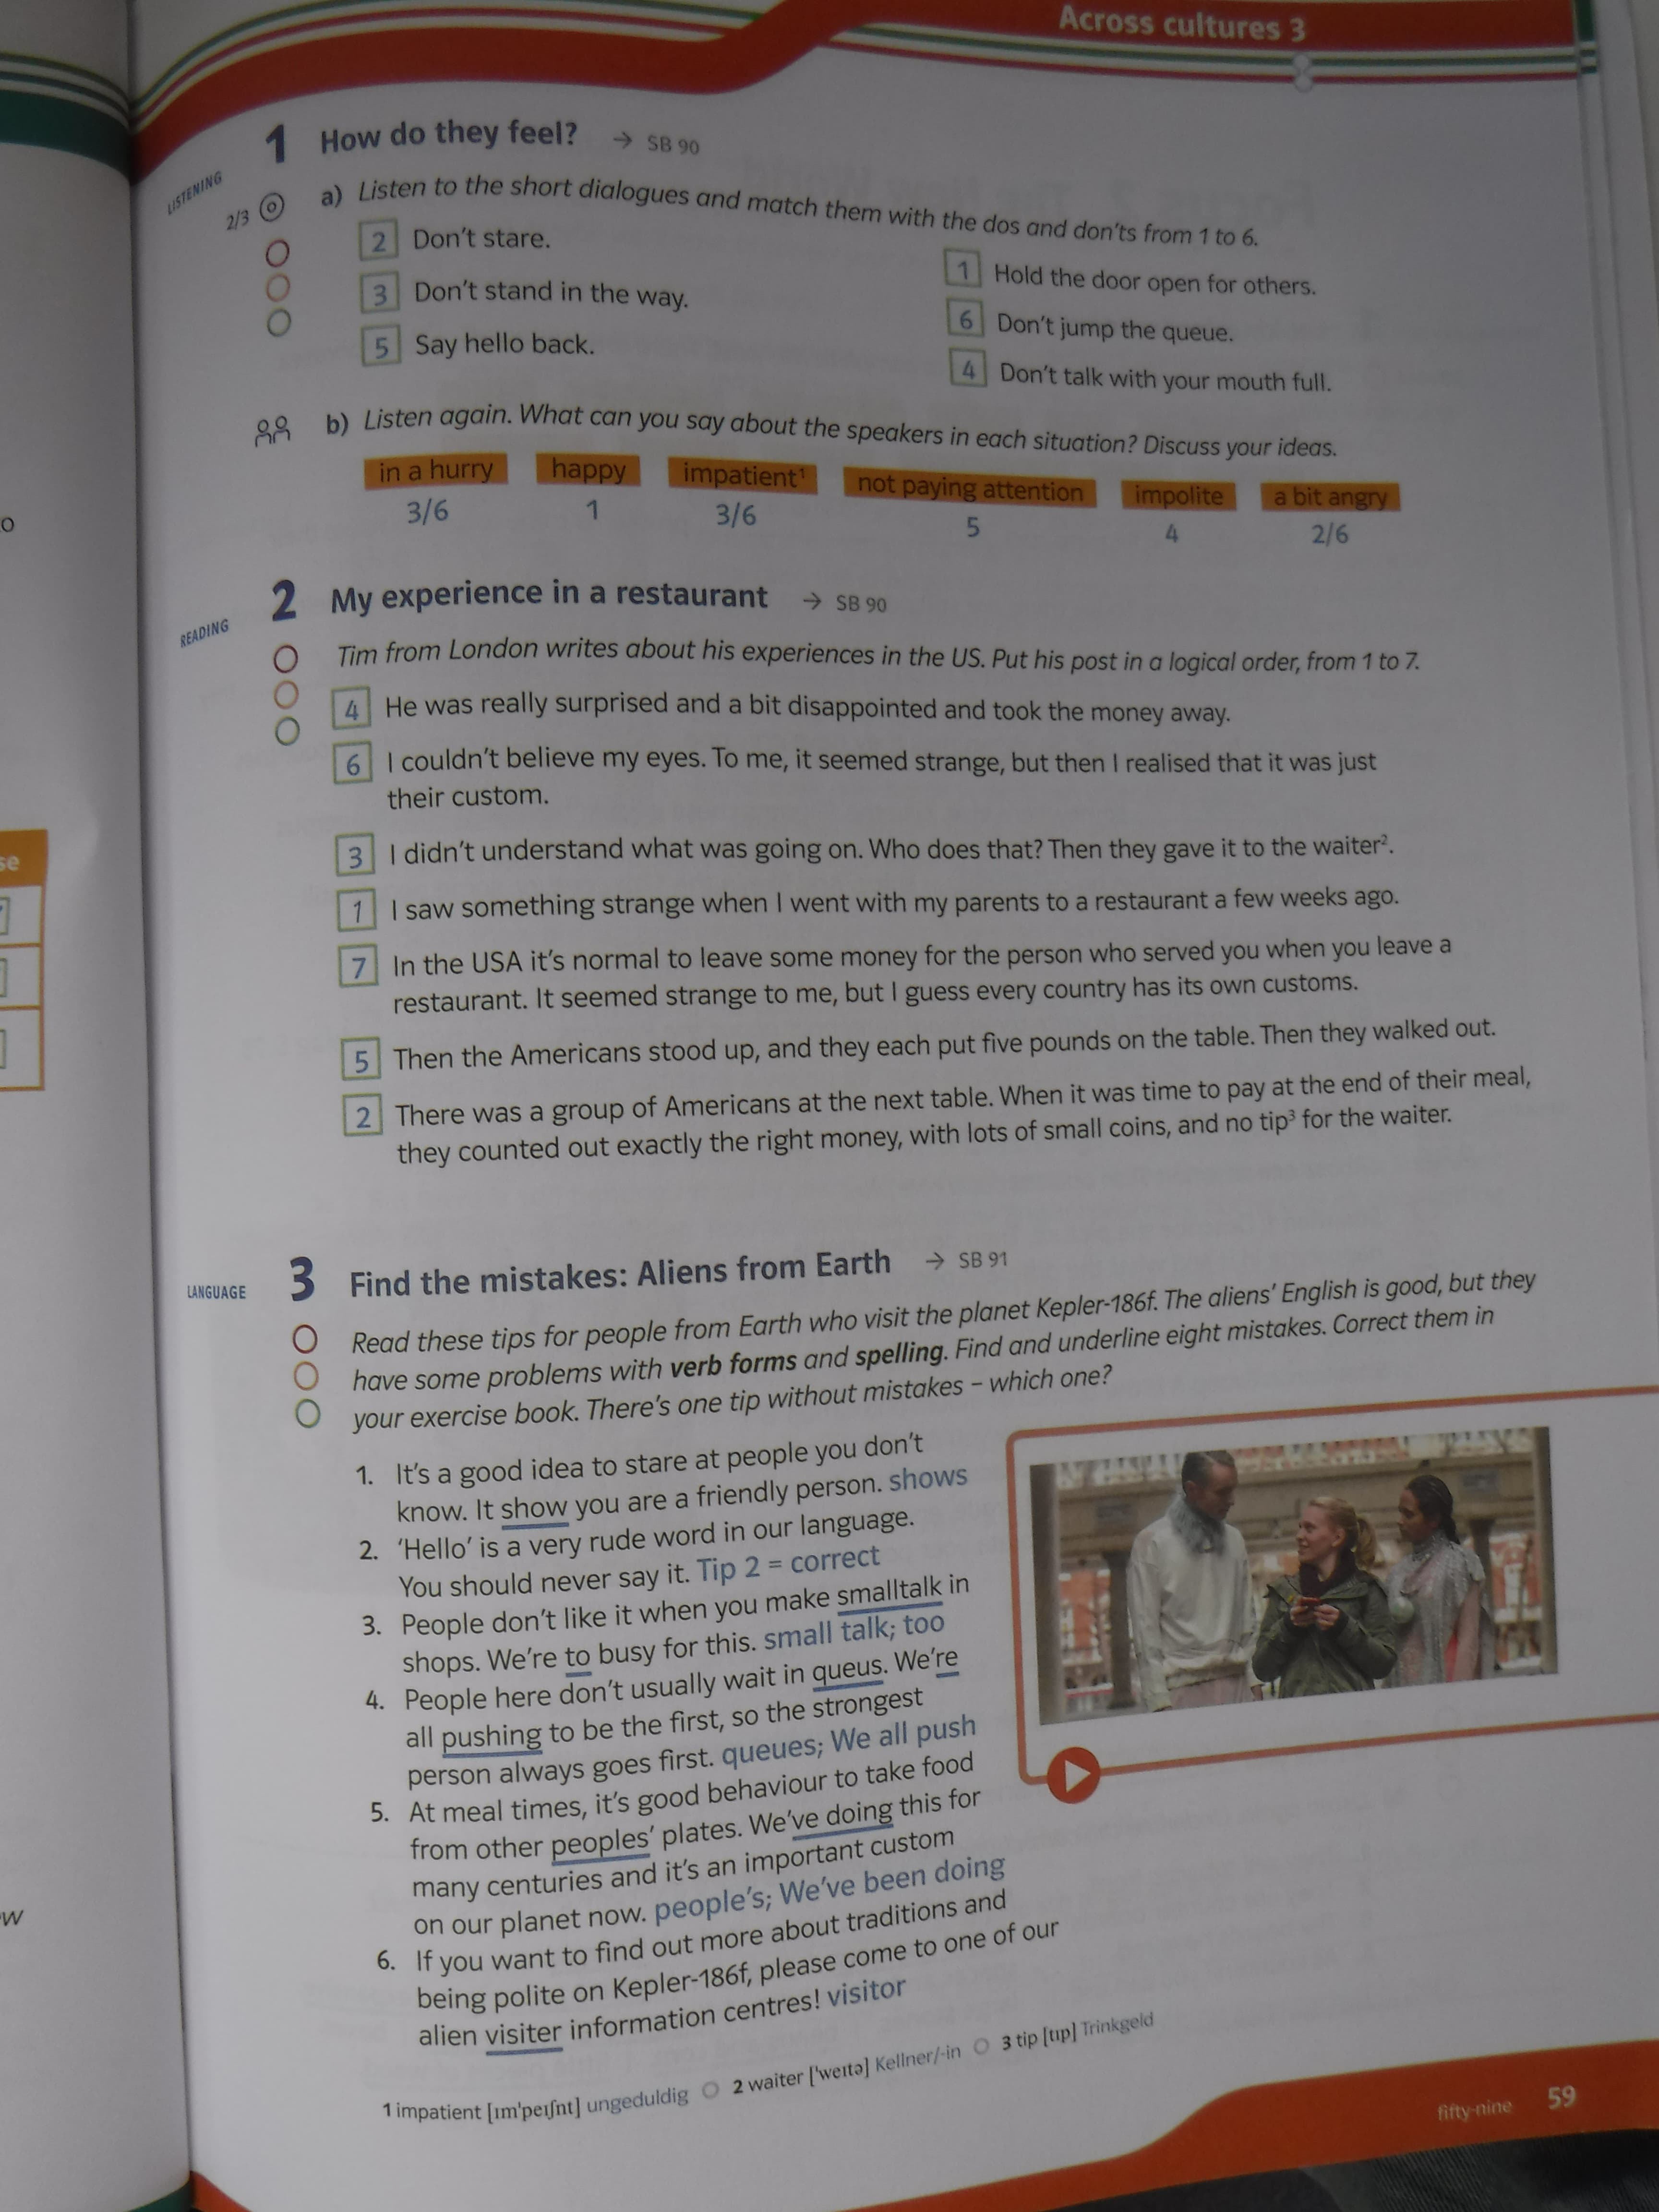 Across cultures 3
LISTENING
1 How do they feel? → SB 90
2/3
a) Listen to the short dialogues and match them with the dos and don'ts from 1 to 6.
2 Don't stare.
3 Don't stand in the way.
5 Say hello back.
1 Hold the door open for others.
6 Don't jump the queue.
4 Don't talk with your mouth full.
b) Listen again. What can you say about the speakers in each situation? Discuss your ideas.
in a hurry happy impatient¹ not paying attention impolite a bit angry
3/6 1 3/6 5 4 2/6
READING
2 My experience in a restaurant → SB 90
Tim from London writes about his experiences in the US. Put his post in a logical order, from 1 to 7.
4 He was really surprised and a bit disappointed and took the money away.
6 I couldn't believe my eyes. To me, it seemed strange, but then I realised that it was just
their custom.
3 I didn't understand what was going on. Who does that? Then they gave it to the waiter².
1 I saw something strange when I went with my parents to a restaurant a few weeks ago.
7 In the USA it's normal to leave some money for the person who served you when you leave a
restaurant. It seemed strange to me, but I guess every country has its own customs.
5 Then the Americans stood up, and they each put five pounds on the table. Then they walked out.
2 There was a group of Americans at the next table. When it was time to pay at the end of their meal,
they counted out exactly the right money, with lots of small coins, and no tip³ for the waiter.
LANGUAGE
3 Find the mistakes: Aliens from Earth → SB 91
Read these tips for people from Earth who visit the planet Kepler-186f. The aliens' English is good, but they
have some problems with verb forms and spelling. Find and underline eight mistakes. Correct them in
your exercise book. There's one tip without mistakes – which one?
1. It's a good idea to stare at people you don't
know. It show you are a friendly person. shows
2. 'Hello' is a very rude word in our language.
You should never say it. Tip 2 = correct
3. People don't like it when you make smalltalk in
shops. We're to busy for this. small talk; too
4. People here don't usually wait in queus. We're
all pushing to be the first, so the strongest
person always goes first. queues; We all push
5. At meal times, it's good behaviour to take food
from other peoples' plates. We've doing this for
many centuries and it's an important custom
on our planet now. people's; We've been doing
6. If you want to find out more about traditions and
being polite on Kepler-186f, please come to one of our
alien visiter information centres! visitor
1 impatient [ɪmˈpeɪʃnt] ungeduldig 2 waiter [ˈweɪtə] Kellner/-in 3 tip [tɪp] Trinkgeld
fifty-nine 59